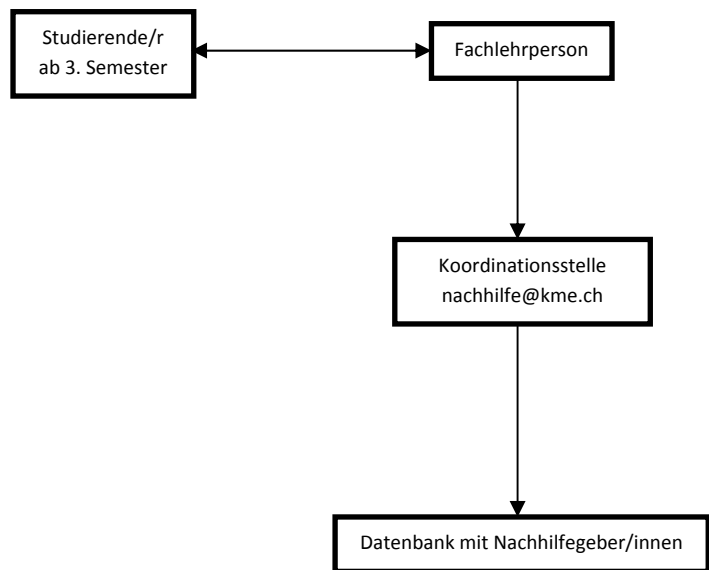 Studierende/r
ab 3. Semester
Fachlehrperson
Koordinationsstelle
nachhilfe@kme.ch
Datenbank mit Nachhilfegeber/innen